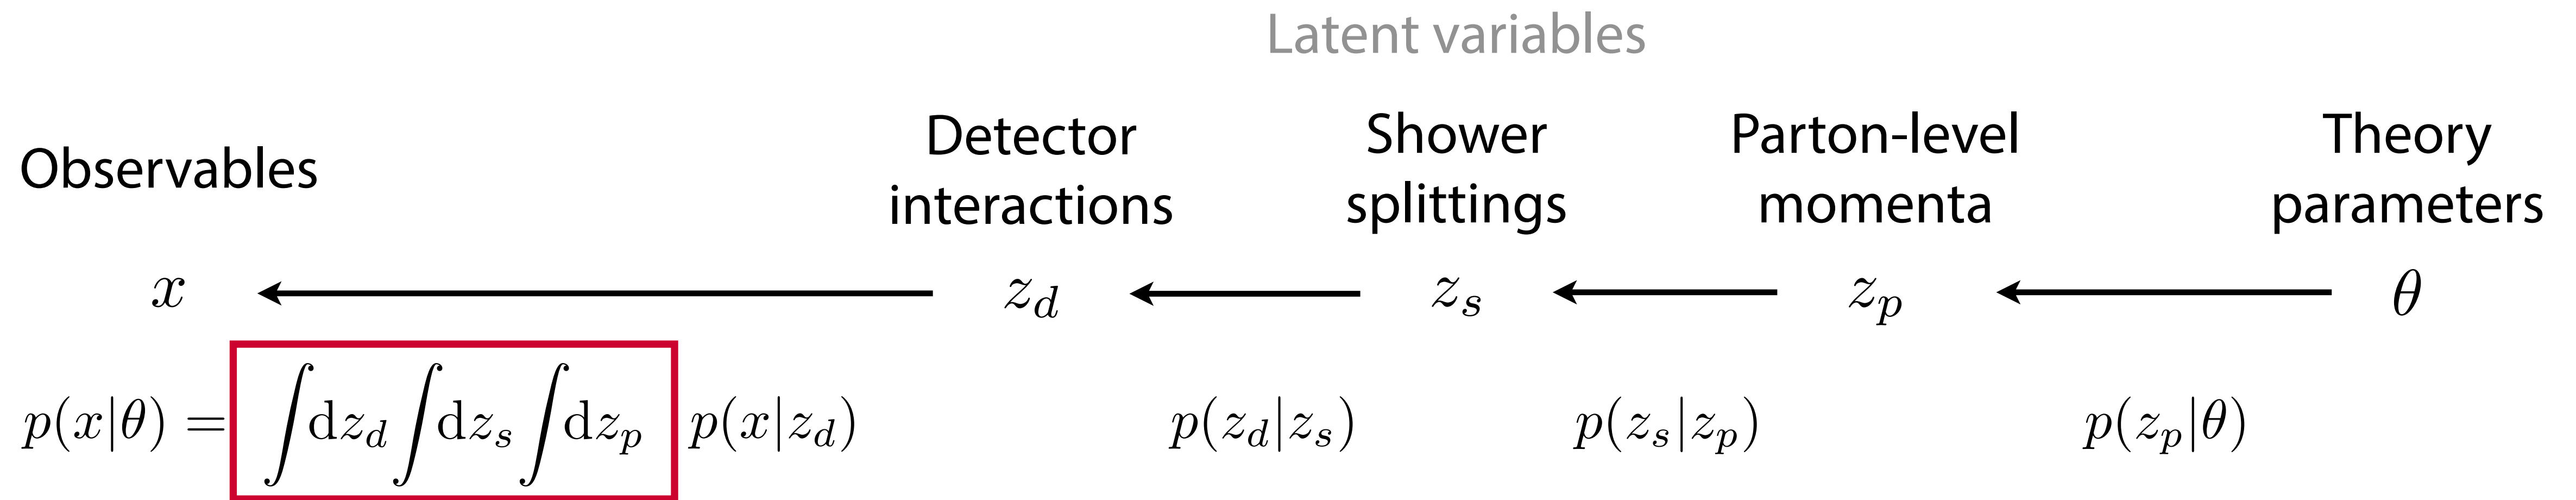 Latent variables
Observables
Detector
interactions
Shower
splittings
Parton-level
momenta
Theory
parameters
x z_d z_s z_p θ
p(x|θ) = ∫dz_d ∫dz_s ∫dz_p p(x|z_d) p(z_d|z_s) p(z_s|z_p) p(z_p|θ)